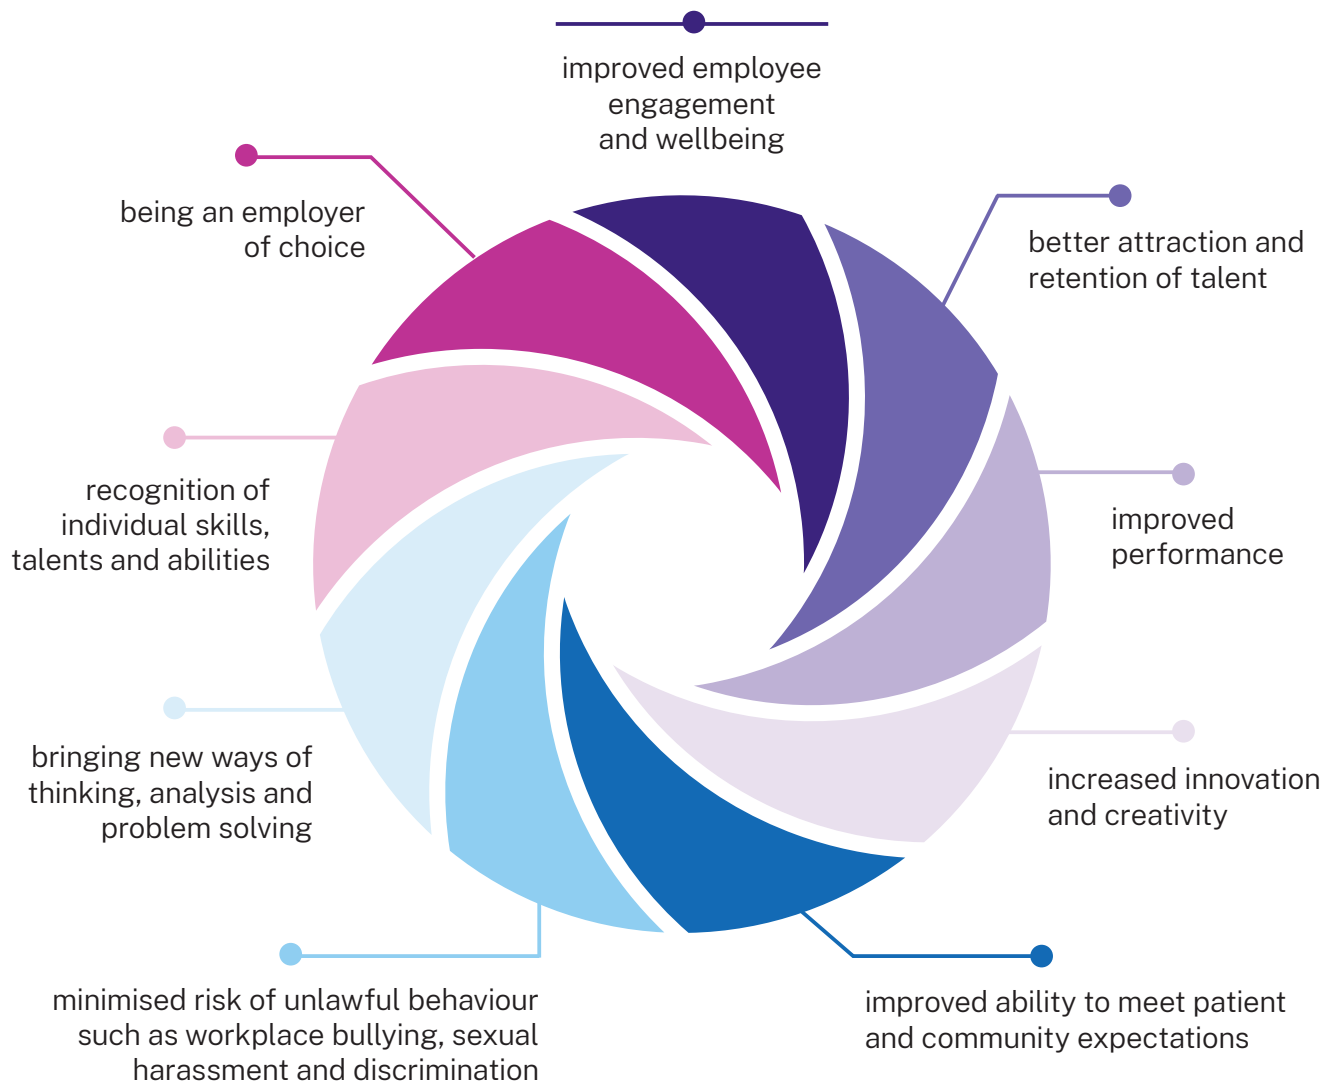 improved employee
engagement
and wellbeing
better attraction and
retention of talent
improved
performance
increased innovation
and creativity
improved ability to meet patient
and community expectations
minimised risk of unlawful behaviour
such as workplace bullying, sexual
harassment and discrimination
bringing new ways of
thinking, analysis and
problem solving
recognition of
individual skills,
talents and abilities
being an employer
of choice